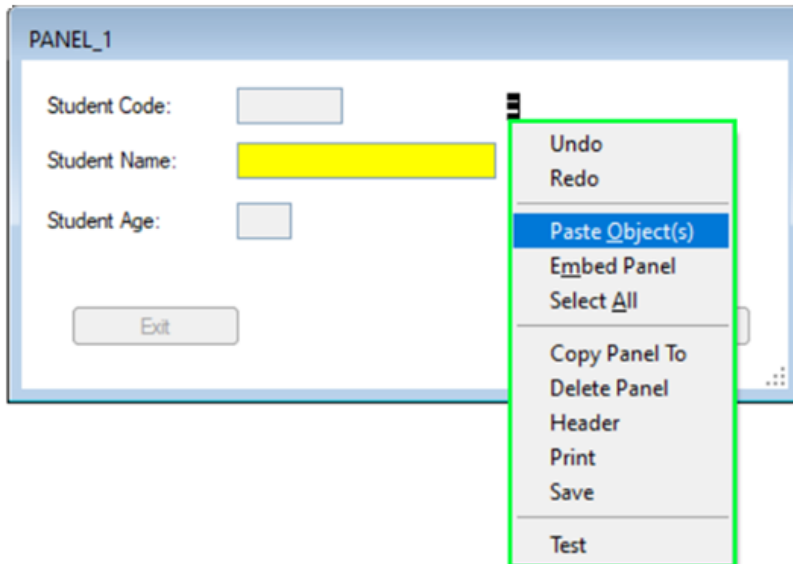 PANEL_1
Student Code:
Student Name:
Student Age:
Exit
Undo
Redo
Paste Object(s)
Embed Panel
Select All
Copy Panel To
Delete Panel
Header
Print
Save
Test